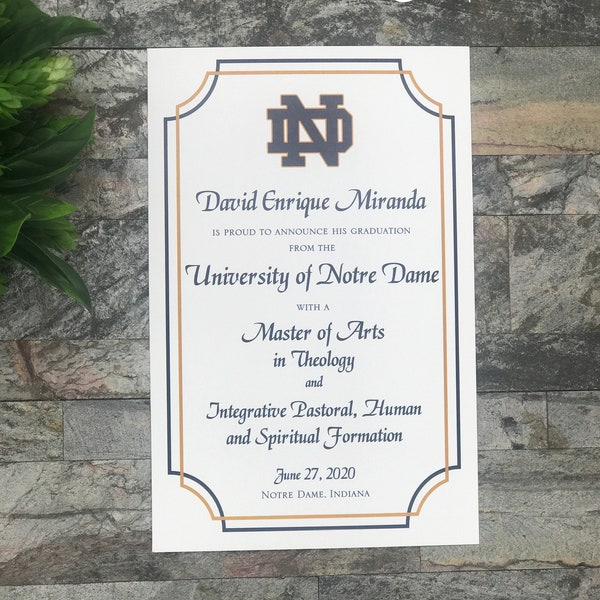 ND
David Enrique Miranda
IS PROUD TO ANNOUNCE HIS GRADUATION
FROM THE
University of Notre Dame
WITH A
Master of Arts
in Theology
and
Integrative Pastoral, Human
and Spiritual Formation
June 27, 2020
NOTRE DAME, INDIANA